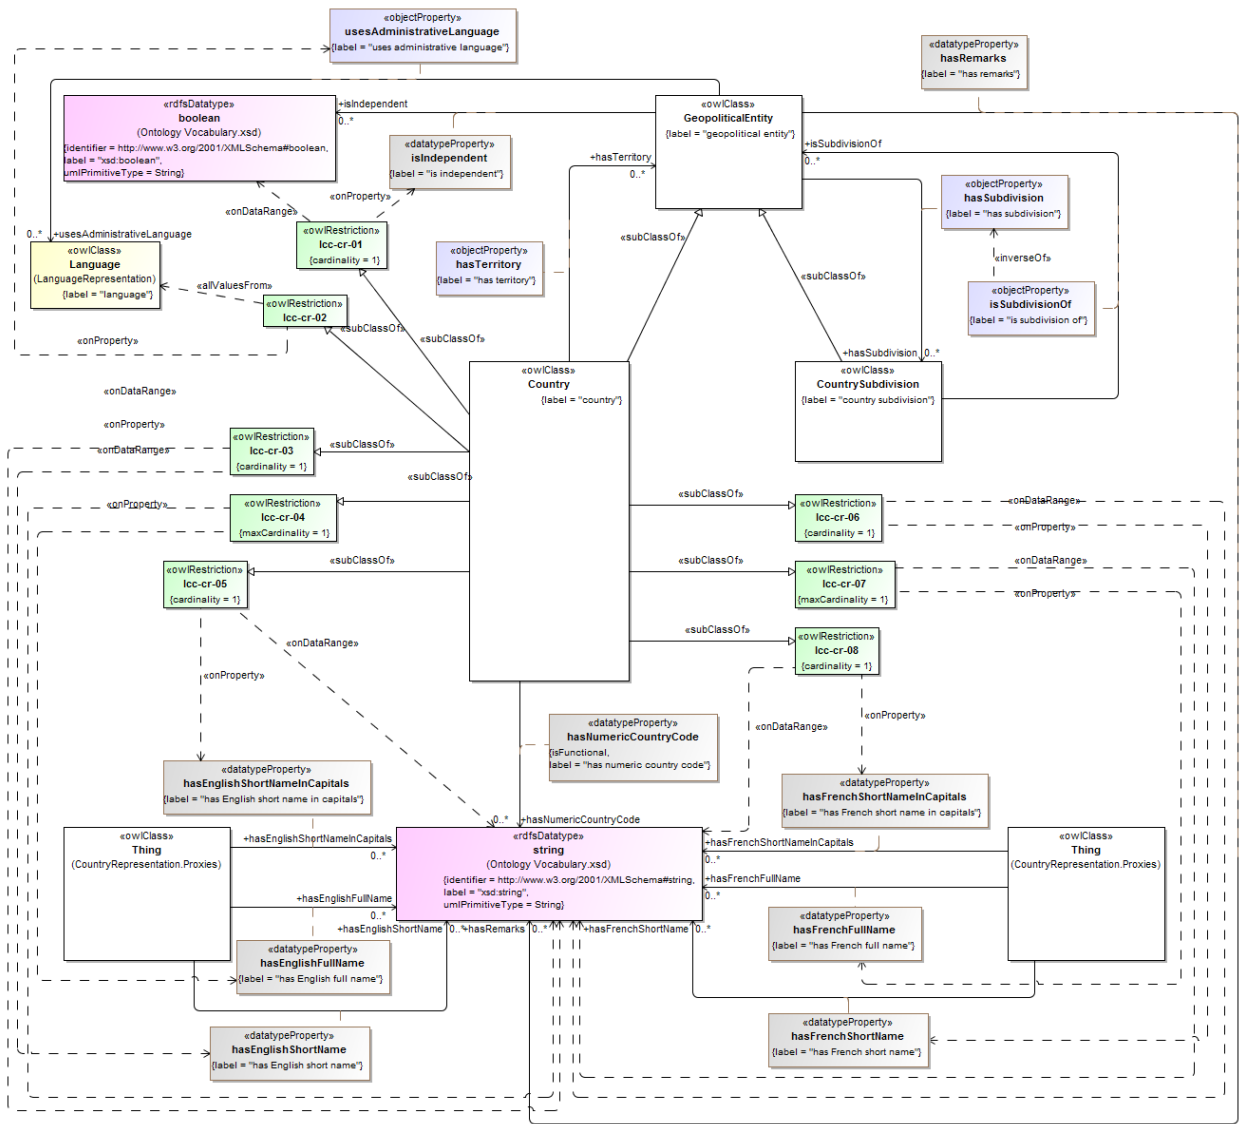 «objectProperty»
usesAdministrativeLanguage
{label = "uses administrative language"}
«datatypeProperty»
hasRemarks
{label = "has remarks"}
«rdfsDatatype»
boolean
(Ontology Vocabulary.xsd)
{identifier = http://www.w3.org/2001/XMLSchema#boolean,
label = "xsd:boolean",
umlPrimitiveType = String}
+isIndependent
0..*
«owlClass»
GeopoliticalEntity
{label = "geopolitical entity"}
«datatypeProperty»
isIndependent
{label = "is independent"}
+hasTerritory
0..*
+isSubdivisionOf
0..*
«objectProperty»
hasSubdivision
{label = "has subdivision"}
«onProperty»
«onDataRange»
«owlRestriction»
lcc-cr-01
{cardinality = 1}
0..*
+usesAdministrativeLanguage
«owlClass»
Language
(LanguageRepresentation)
{label = "language"}
«objectProperty»
hasTerritory
{label = "has territory"}
«subClassOf»
«subClassOf»
«inverseOf»
«objectProperty»
isSubdivisionOf
{label = "is subdivision of"}
«allValuesFrom»
«owlRestriction»
lcc-cr-02
«subClassOf»
«subClassOf»
«onProperty»
+hasSubdivision
0..*
«owlClass»
Country
{label = "country"}
«owlClass»
CountrySubdivision
{label = "country subdivision"}
«onDataRange»
«onProperty»
«onDataRange»
«owlRestriction»
lcc-cr-03
{cardinality = 1}
«subClassOf»
«subClassOf»
«onProperty»
«owlRestriction»
lcc-cr-04
{maxCardinality = 1}
«subClassOf»
«owlRestriction»
lcc-cr-06
{cardinality = 1}
«onDataRange»
«onProperty»
«owlRestriction»
lcc-cr-05
{cardinality = 1}
«subClassOf»
«subClassOf»
«owlRestriction»
lcc-cr-07
{maxCardinality = 1}
«onDataRange»
«onProperty»
«subClassOf»
«owlRestriction»
lcc-cr-08
{cardinality = 1}
«onDataRange»
«onProperty»
«onDataRange»
«onProperty»
«datatypeProperty»
hasNumericCountryCode
{isFunctional,
label = "has numeric country code"}
«datatypeProperty»
hasEnglishShortNameInCapitals
{label = "has English short name in capitals"}
«datatypeProperty»
hasFrenchShortNameInCapitals
{label = "has French short name in capitals"}
0..*
+hasNumericCountryCode
«owlClass»
Thing
(CountryRepresentation.Proxies)
+hasEnglishShortNameInCapitals
0..*
«rdfsDatatype»
string
(Ontology Vocabulary.xsd)
{identifier = http://www.w3.org/2001/XMLSchema#string,
label = "xsd:string",
umlPrimitiveType = String}
+hasFrenchShortNameInCapitals
0..*
«owlClass»
Thing
(CountryRepresentation.Proxies)
+hasFrenchFullName
0..*
+hasEnglishFullName
0..*
+hasEnglishShortName
0..*
+hasRemarks
0..*
+hasFrenchShortName
0..*
«datatypeProperty»
hasFrenchFullName
{label = "has French full name"}
«datatypeProperty»
hasEnglishFullName
{label = "has English full name"}
«datatypeProperty»
hasFrenchShortName
{label = "has French short name"}
«datatypeProperty»
hasEnglishShortName
{label = "has English short name"}